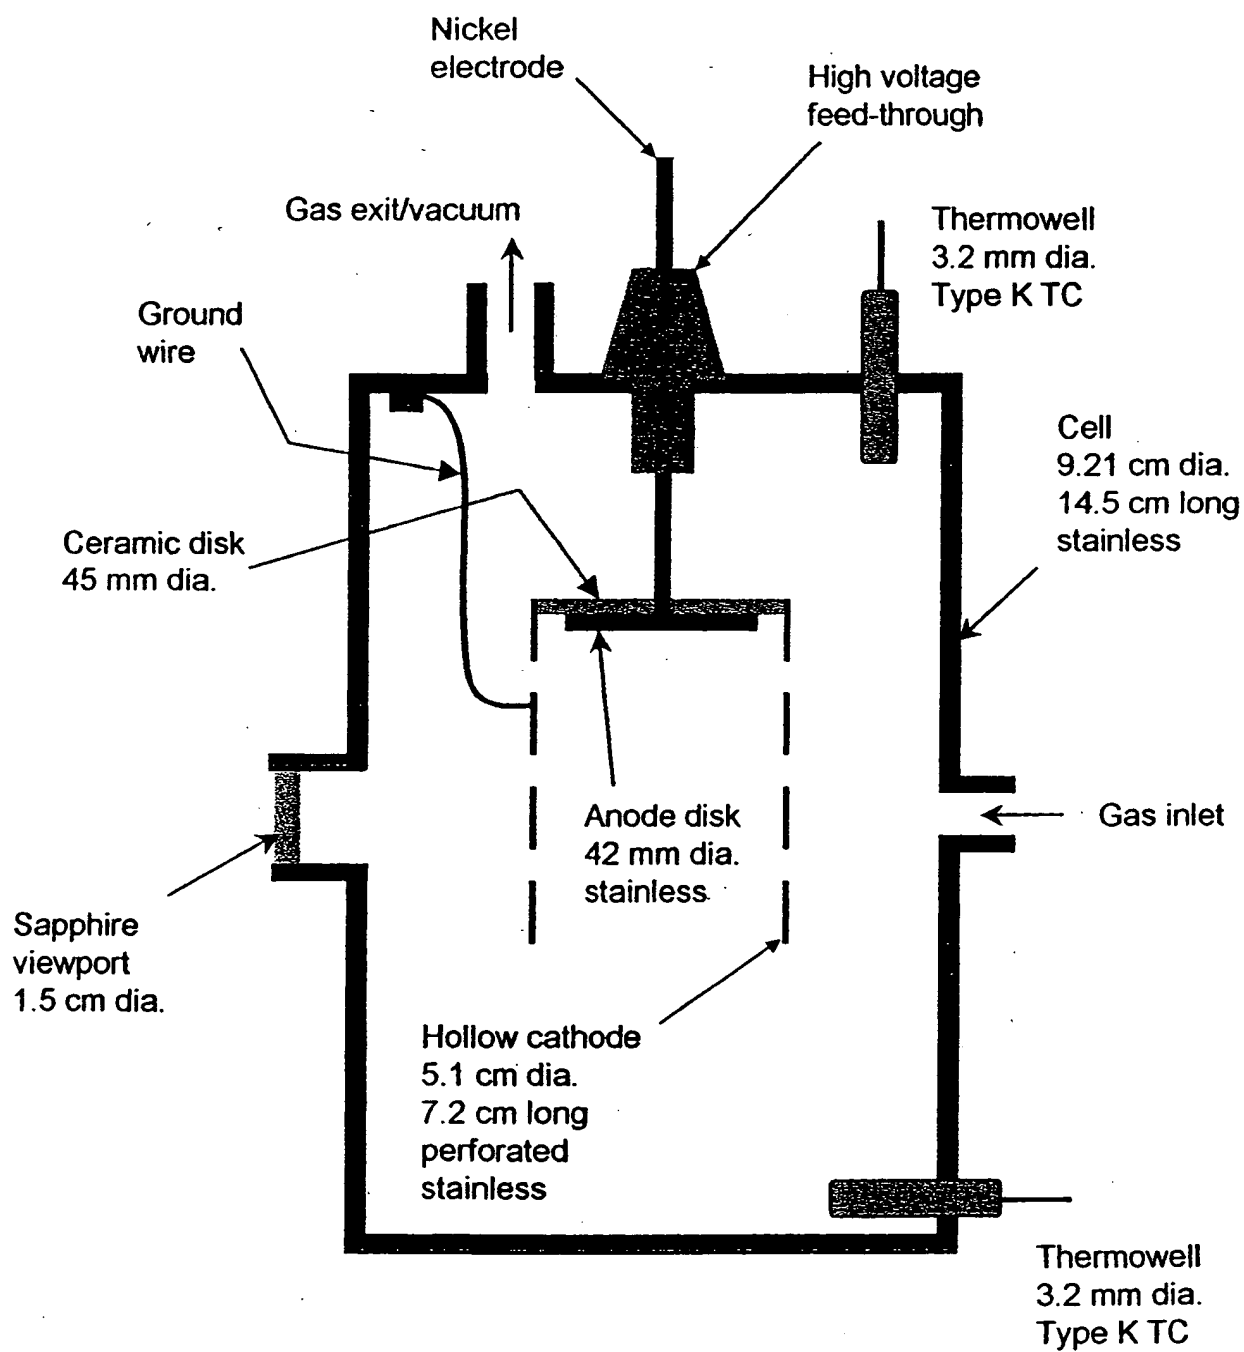 Nickel
electrode
High voltage
feed-through
Gas exit/vacuum
Thermowell
3.2 mm dia.
Type K TC
Ground
wire
Cell
9.21 cm dia.
14.5 cm long
stainless
Ceramic disk
45 mm dia.
Anode disk
42 mm dia.
stainless
Gas inlet
Sapphire
viewport
1.5 cm dia.
Hollow cathode
5.1 cm dia.
7.2 cm long
perforated
stainless
Thermowell
3.2 mm dia.
Type K TC